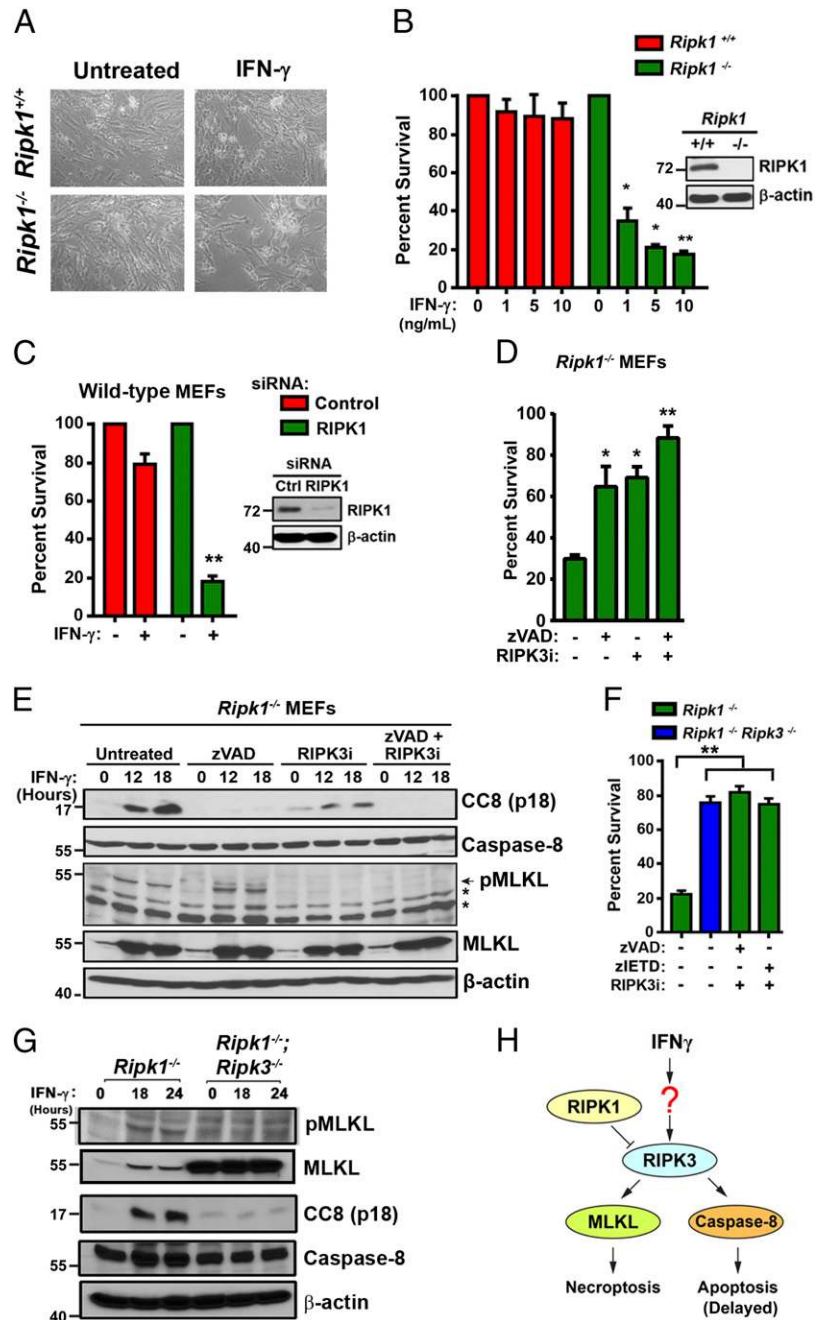 A
Untreated IFN-γ
Ripk1+/+
Ripk1-/-
B
Ripk1 +/+
Ripk1 -/-
Percent Survival
100
80
60
40
20
0
* * **
IFN-γ: 0 1 5 10 0 1 5 10
(ng/mL)
Ripk1
+/+ -/-
72 RIPK1
40 β-actin
C
Wild-type MEFs
siRNA:
Control
RIPK1
Percent Survival
100
80
60
40
20
0
**
IFN-γ: - + - +
siRNA
Ctrl RIPK1
72 RIPK1
40 β-actin
D
Ripk1-/- MEFs
Percent Survival
100
80
60
40
20
0
* * **
zVAD: - + - +
RIPK3i: - - + +
E
Ripk1-/- MEFs
Untreated zVAD RIPK3i zVAD + RIPK3i
IFN-γ: 0 12 18 0 12 18 0 12 18 0 12 18
(Hours)
17 CC8 (p18)
55 Caspase-8
55 pMLKL
*
*
55 MLKL
40 β-actin
F
Ripk1 -/-
Ripk1 -/- Ripk3 -/-
Percent Survival
100
80
60
40
20
0
**
zVAD: - - + -
zIETD: - - - +
RIPK3i: - - + +
G
Ripk1-/- Ripk1-/-; Ripk3-/-
IFN-γ: 0 18 24 0 18 24
(Hours)
55 pMLKL
55 MLKL
17 CC8 (p18)
55 Caspase-8
40 β-actin
H
IFNγ
?
RIPK1
RIPK3
MLKL Caspase-8
Necroptosis Apoptosis
(Delayed)